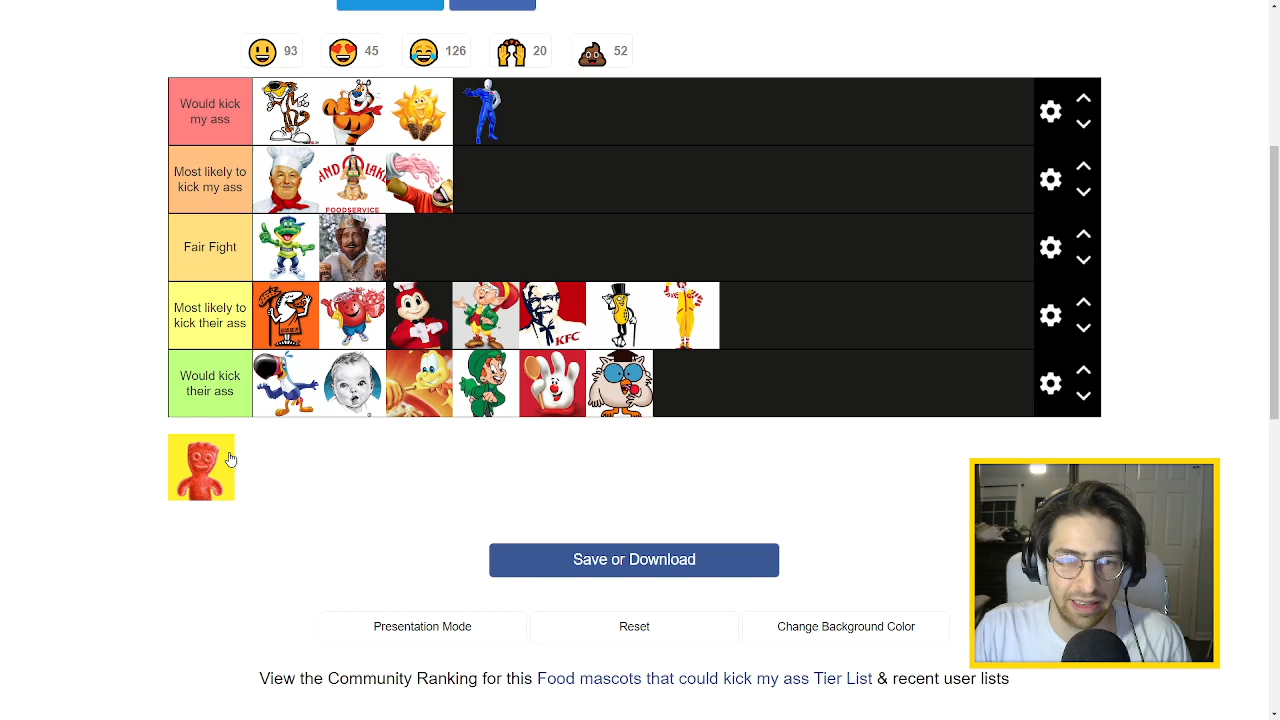 93
45
126
20
52
Would kick
my ass
Most likely to
kick my ass
AND O LAK
FOODSERVICE
Fair Fight
Most likely to
kick their ass
KFC
Would kick
their ass
Save or Download
Presentation Mode
Reset
Change Background Color
View the Community Ranking for this Food mascots that could kick my ass Tier List & recent user lists